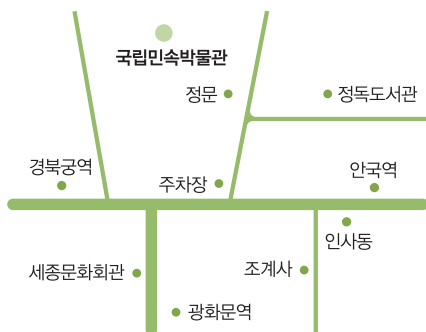 국립민속박물관
정문
정독도서관
경북궁역
주차장
안국역
인사동
세종문화회관
조계사
광화문역